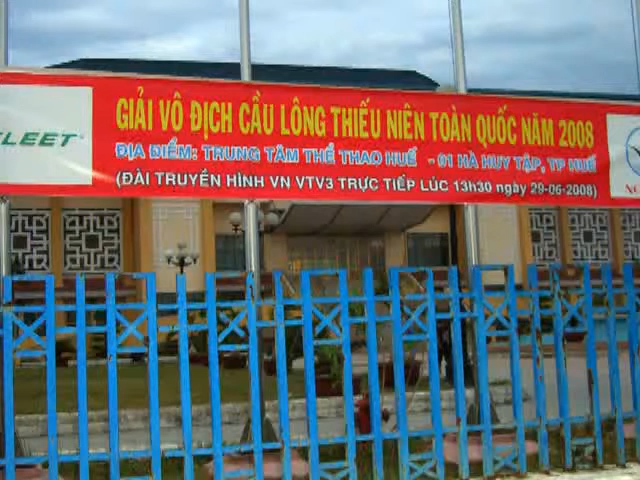 GIẢI VÔ ĐỊCH CẦU LÔNG THIẾU NIÊN TOÀN QUỐC NĂM 2008
LEET
ĐỊA ĐIỂM: TRUNG TÂM THỂ THAO HUẾ - 01 HÀ HUY TẬP, TP HUẾ
(ĐÀI TRUYỀN HÌNH VN VTV3 TRỰC TIẾP LÚC 13h30 ngày 29-06-2008)